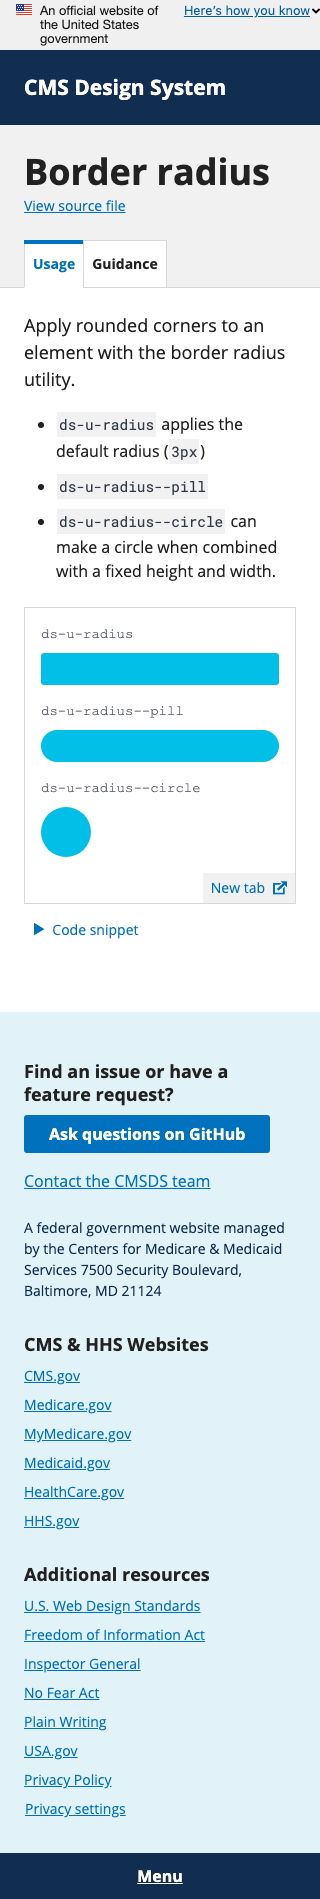 An official website of
the United States
government
Here's how you know
CMS Design System
Border radius
View source file
Usage
Guidance
Apply rounded corners to an
element with the border radius
utility.
ds-u-radius applies the
default radius (3px)
ds-u-radius--pill
ds-u-radius--circle can
make a circle when combined
with a fixed height and width.
ds-u-radius
ds-u-radius--pill
ds-u-radius--circle
New tab
Code snippet
Find an issue or have a
feature request?
Ask questions on GitHub
Contact the CMSDS team
A federal government website managed
by the Centers for Medicare & Medicaid
Services 7500 Security Boulevard,
Baltimore, MD 21124
CMS & HHS Websites
CMS.gov
Medicare.gov
MyMedicare.gov
Medicaid.gov
HealthCare.gov
HHS.gov
Additional resources
U.S. Web Design Standards
Freedom of Information Act
Inspector General
No Fear Act
Plain Writing
USA.gov
Privacy Policy
Privacy settings
Menu